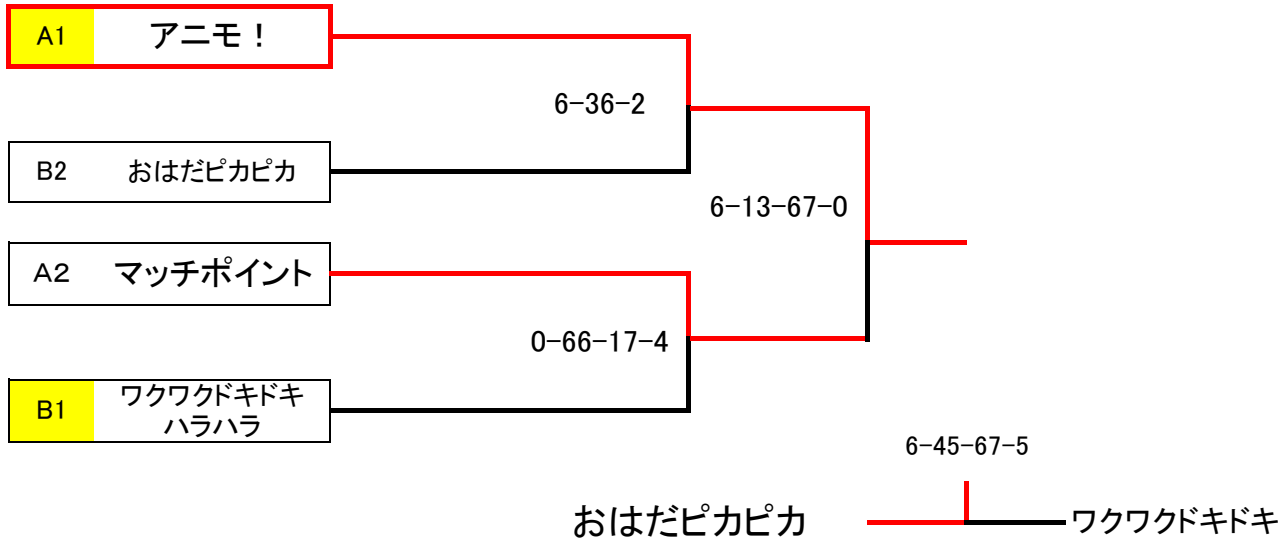 A1 アニモ！
6-36-2
B2 おはだピカピカ
6-13-67-0
A2 マッチポイント
0-66-17-4
B1 ワクワクドキドキ
ハラハラ
6-45-67-5
おはだピカピカ ワクワクドキドキ